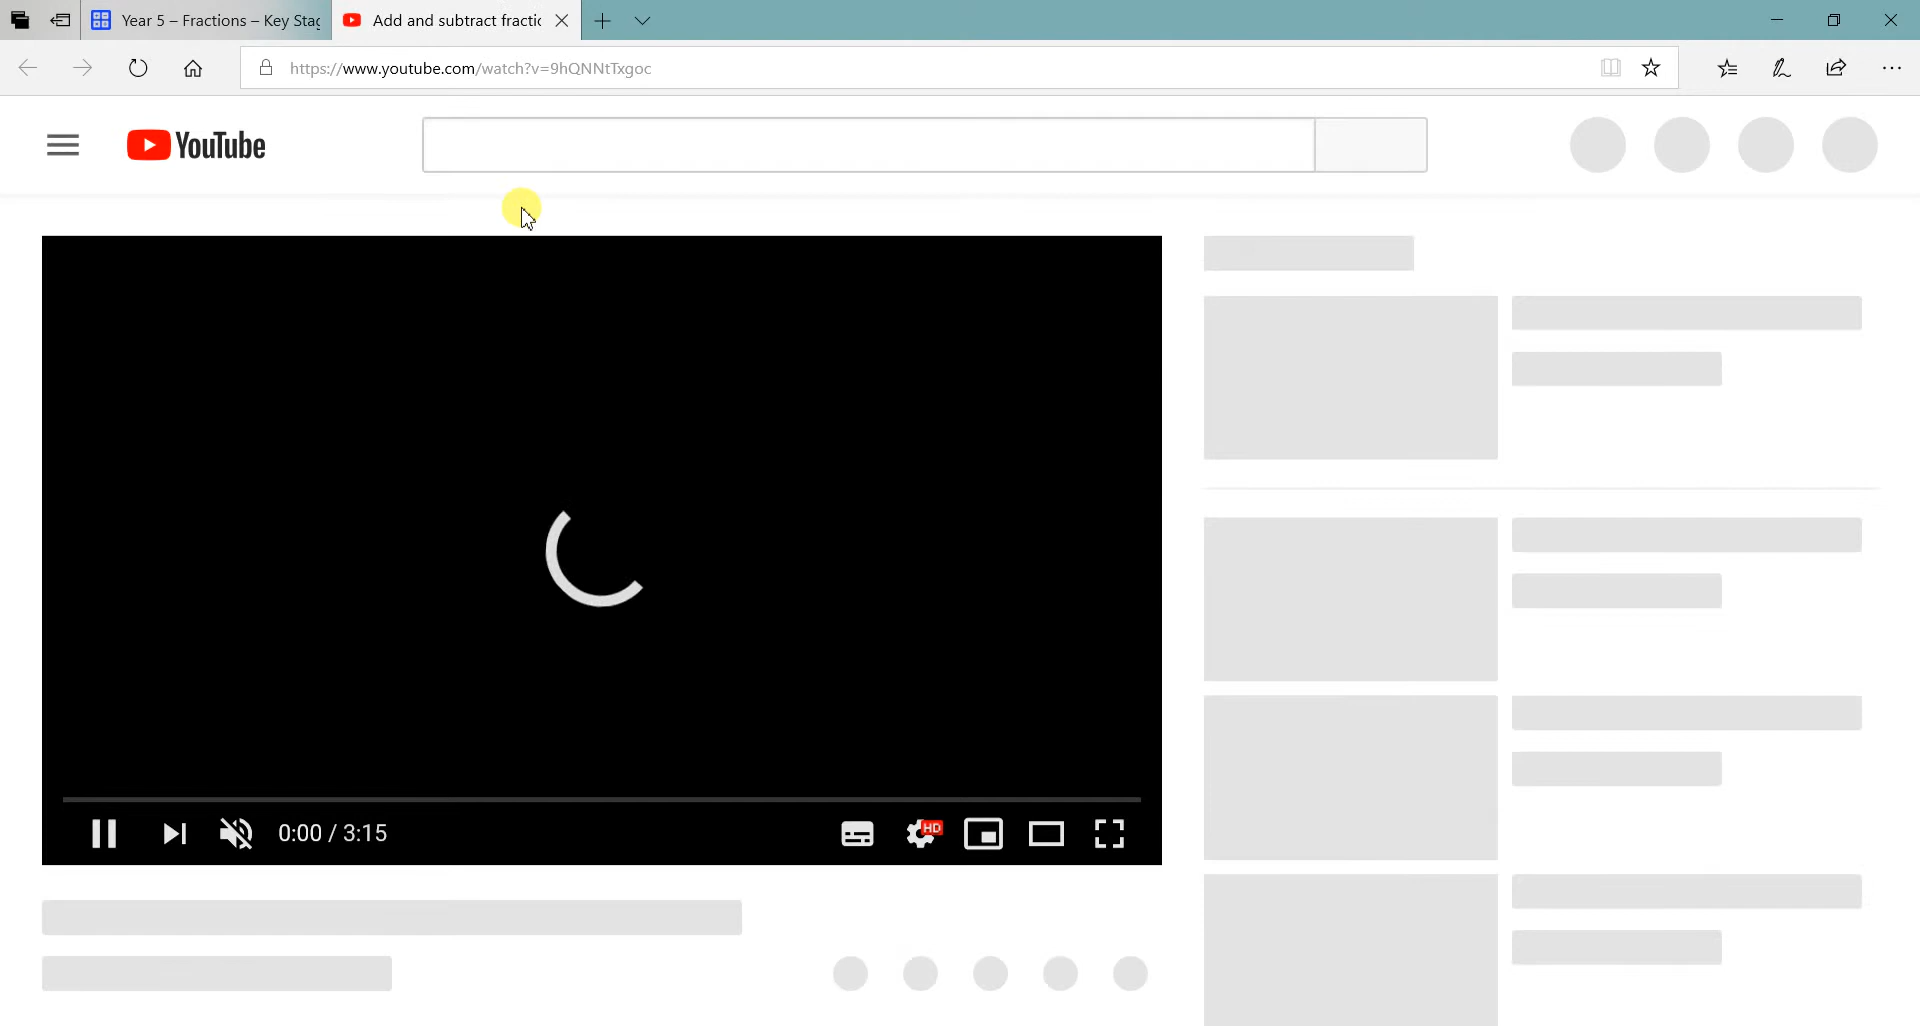 Year 5 – Fractions – Key Stag
Add and subtract fractic
https://www.youtube.com/watch?v=9hQNNtTxgoc
YouTube
0:00 / 3:15
HD